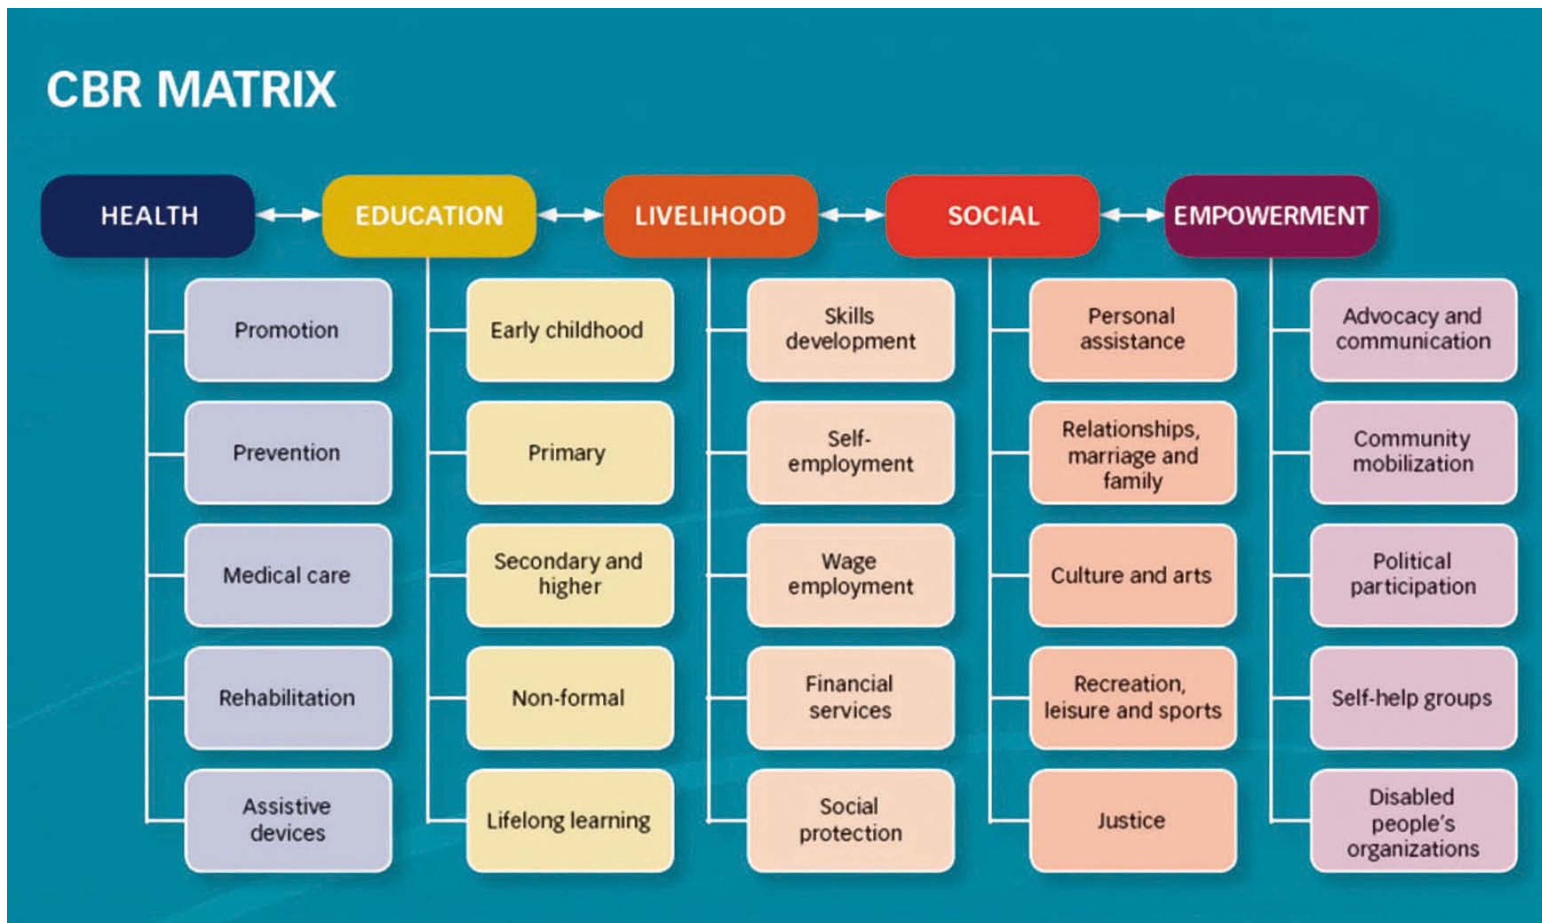 CBR MATRIX
HEALTH
EDUCATION
LIVELIHOOD
SOCIAL
EMPOWERMENT
Promotion
Prevention
Medical care
Rehabilitation
Assistive
devices
Early childhood
Primary
Secondary and
higher
Non-formal
Lifelong learning
Skills
development
Self-
employment
Wage
employment
Financial
services
Social
protection
Personal
assistance
Relationships,
marriage and
family
Culture and arts
Recreation,
leisure and sports
Justice
Advocacy and
communication
Community
mobilization
Political
participation
Self-help groups
Disabled
people's
organizations